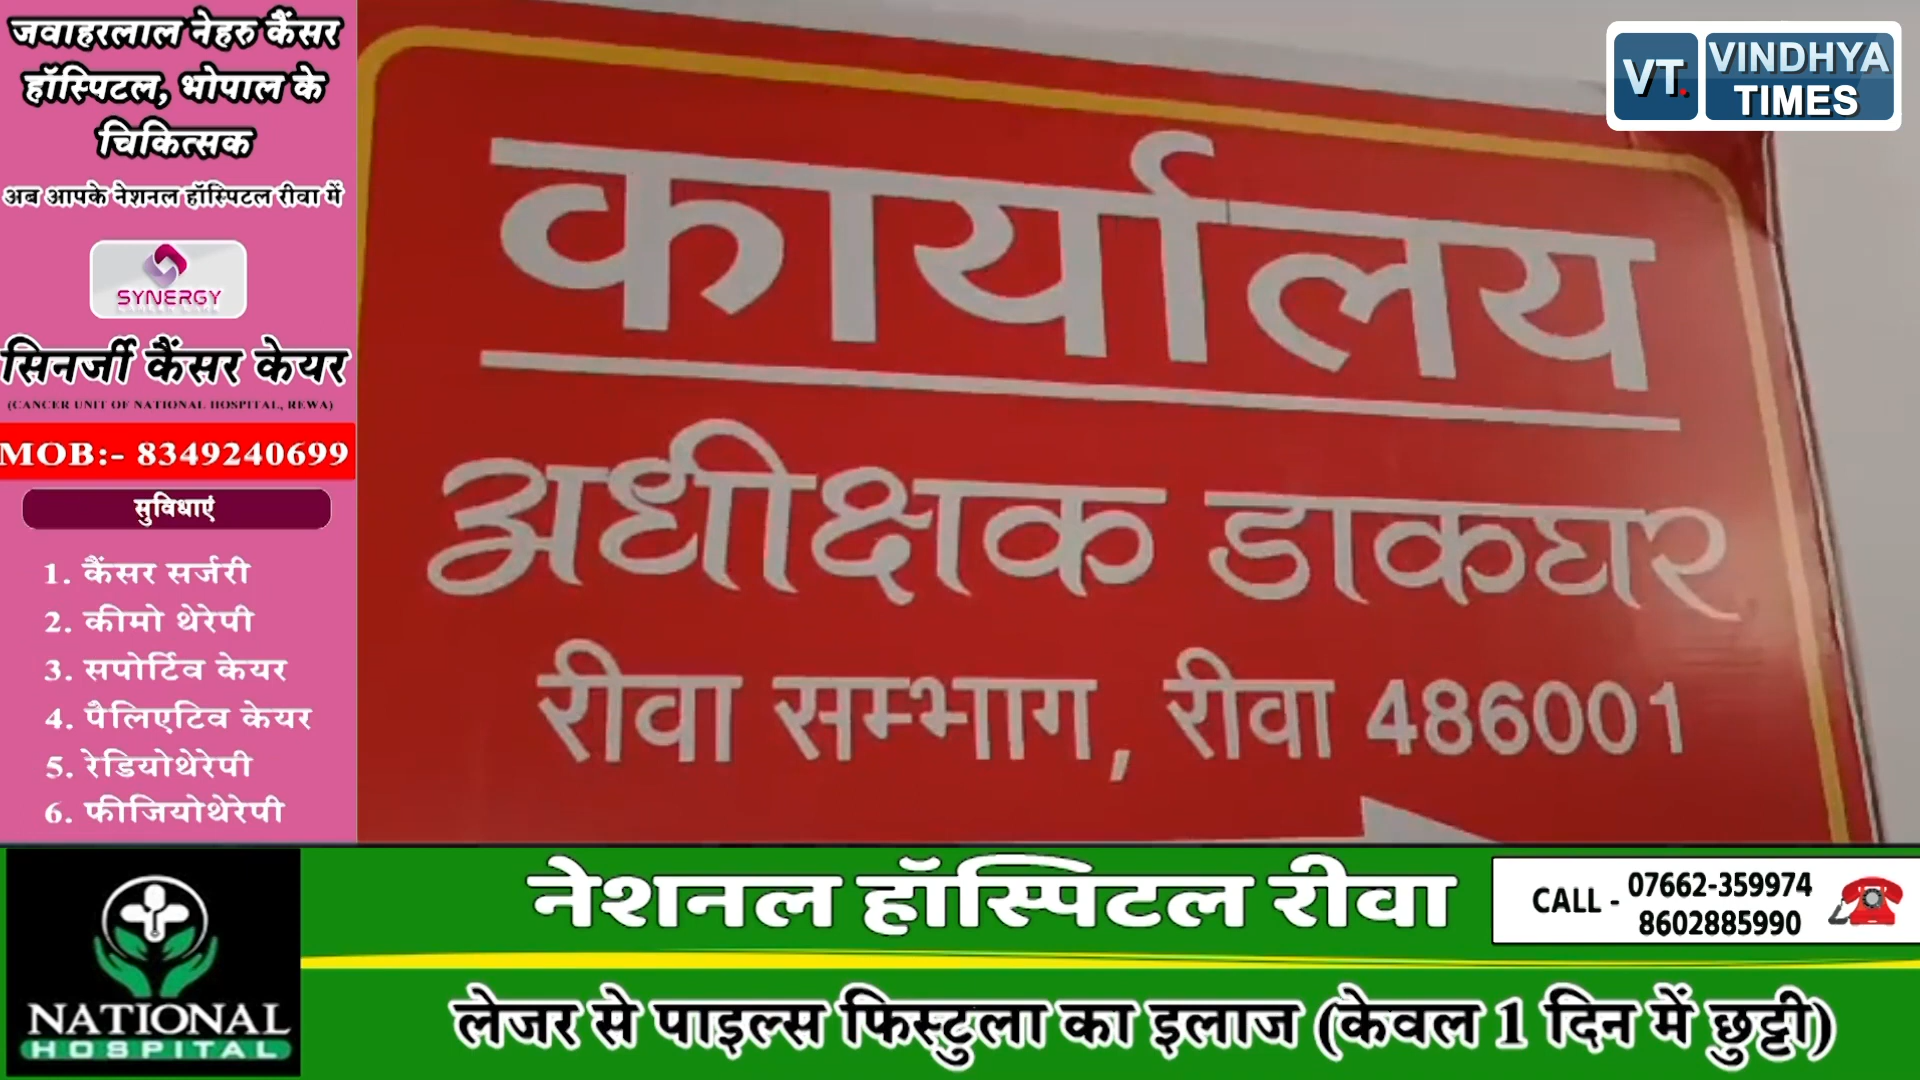 जवाहरलाल नेहरु कैंसर
हॉस्पिटल, भोपाल के
चिकित्सक
अब आपके नेशनल हॉस्पिटल रीवा में
SYNERGY
सिनर्जी कैंसर केयर
(CANCER UNIT OF NATIONAL HOSPITAL, REWA)
MOB:- 8349240699
सुविधाएं
1. कैंसर सर्जरी
2. कीमो थेरेपी
3. सपोर्टिव केयर
4. पैलिएटिव केयर
5. रेडियोथेरेपी
6. फीजियोथेरेपी
VT. VINDHYA
TIMES
कार्यालय
अधीक्षक डाकघर
रीवा सम्भाग, रीवा 486001
NATIONAL
HOSPITAL
नेशनल हॉस्पिटल रीवा
CALL - 07662-359974
8602885990
लेजर से पाइल्स फिस्टुला का इलाज (केवल 1 दिन में छुट्टी)